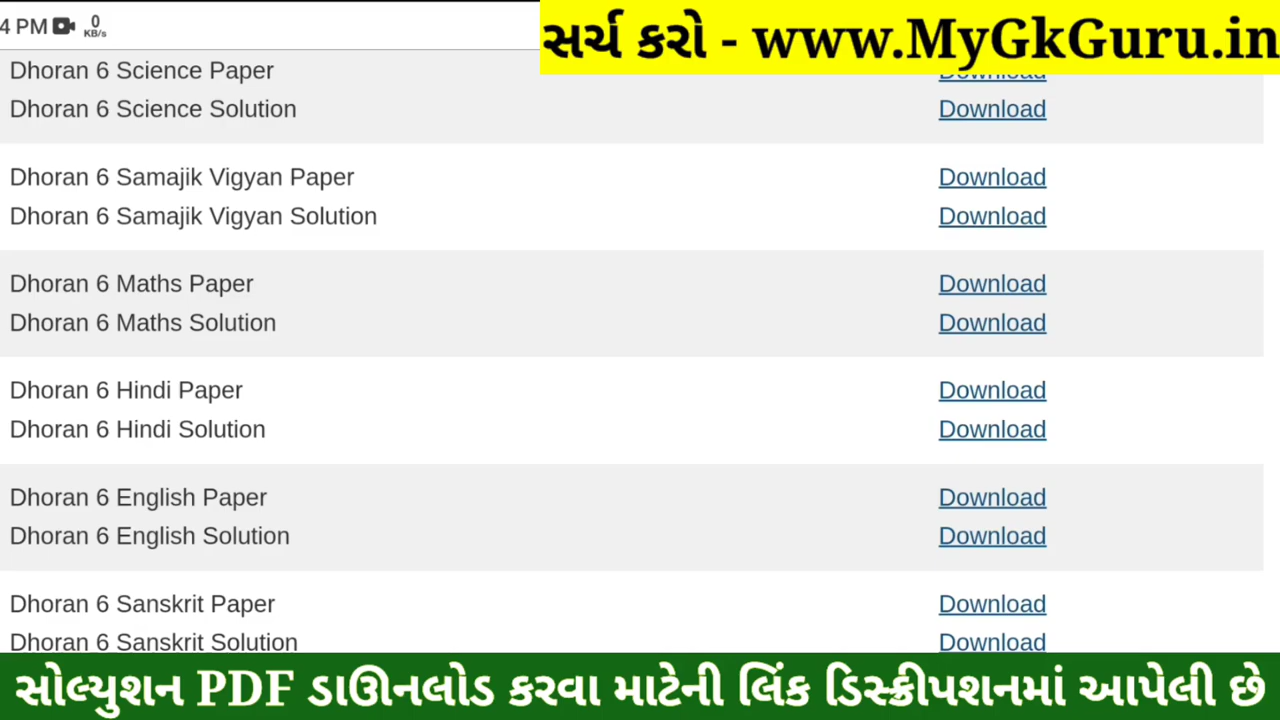 4 PM 0 KB/s
સર્ચ કરો - www.MyGkGuru.in
Dhoran 6 Science Paper Download
Dhoran 6 Science Solution Download
Dhoran 6 Samajik Vigyan Paper Download
Dhoran 6 Samajik Vigyan Solution Download
Dhoran 6 Maths Paper Download
Dhoran 6 Maths Solution Download
Dhoran 6 Hindi Paper Download
Dhoran 6 Hindi Solution Download
Dhoran 6 English Paper Download
Dhoran 6 English Solution Download
Dhoran 6 Sanskrit Paper Download
Dhoran 6 Sanskrit Solution Download
સોલ્યુશન PDF ડાઊનલોડ કરવા માટેની લિંક ડિસ્ક્રીપશનમાં આપેલી છે